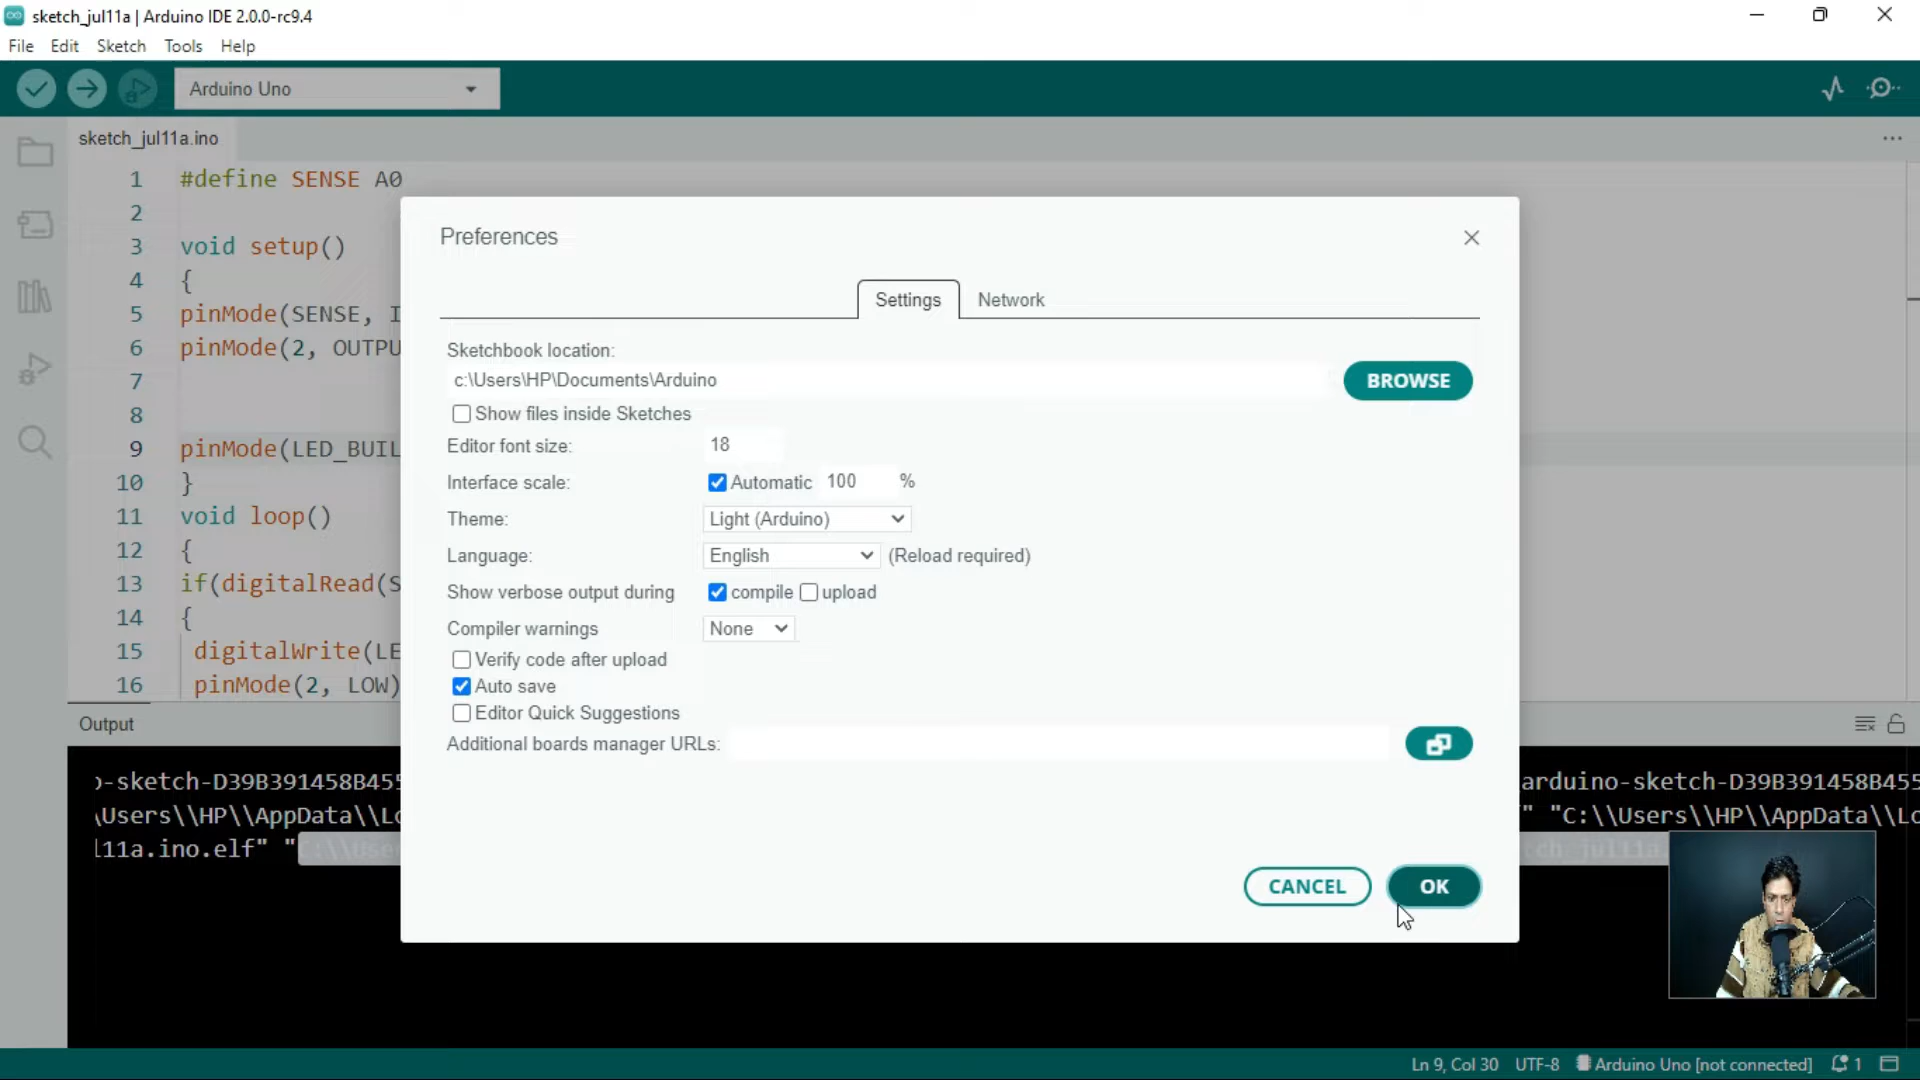 sketch_jul11a | Arduino IDE 2.0.0-rc9.4
File Edit Sketch Tools Help
Arduino Uno
sketch_jul11a.ino
1 #define SENSE A0
2
3 void setup()
4 {
5 pinMode(SENSE, I
6 pinMode(2, OUTPU
7
8
9 pinMode(LED_BUIL
10 }
11 void loop()
12 {
13 if(digitalRead(S
14 {
15 digitalWrite(LE
16 pinMode(2, LOW)
Preferences
Settings Network
Sketchbook location:
c:\Users\HP\Documents\Arduino BROWSE
Show files inside Sketches
Editor font size: 18
Interface scale: Automatic 100 %
Theme: Light (Arduino)
Language: English (Reload required)
Show verbose output during compile upload
Compiler warnings None
Verify code after upload
Auto save
Editor Quick Suggestions
Additional boards manager URLs:
CANCEL OK
Output
-sketch-D39B391458B455 arduino-sketch-D39B391458B455
\Users\\HP\\AppData\\Lo " "C:\\Users\\HP\\AppData\\Lo
l11a.ino.elf" "
Ln 9, Col 30 UTF-8 Arduino Uno [not connected] 1